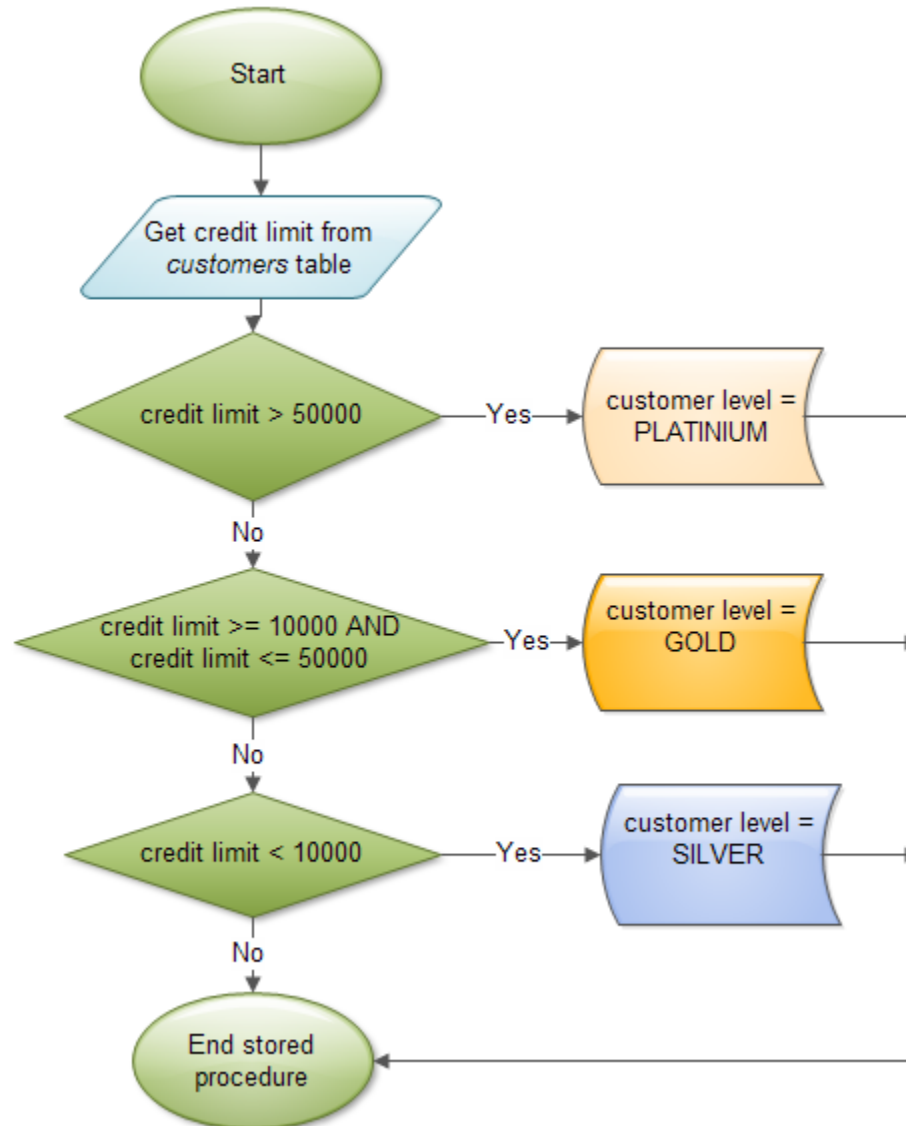 Start
Get credit limit from
customers table
credit limit > 50000
Yes
customer level =
PLATINIUM
No
credit limit >= 10000 AND
credit limit <= 50000
Yes
customer level =
GOLD
No
credit limit < 10000
Yes
customer level =
SILVER
No
End stored
procedure